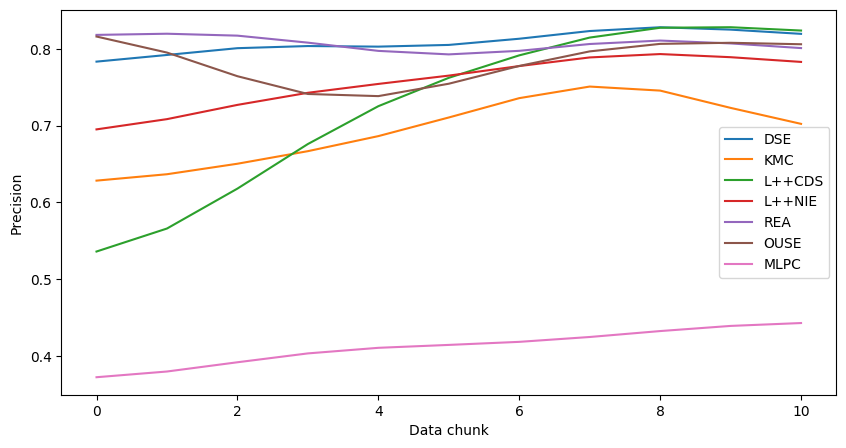 Precision
0.8
0.7
0.6
0.5
0.4
0
2
4
6
8
10
Data chunk
DSE
KMC
L++CDS
L++NIE
REA
OUSE
MLPC